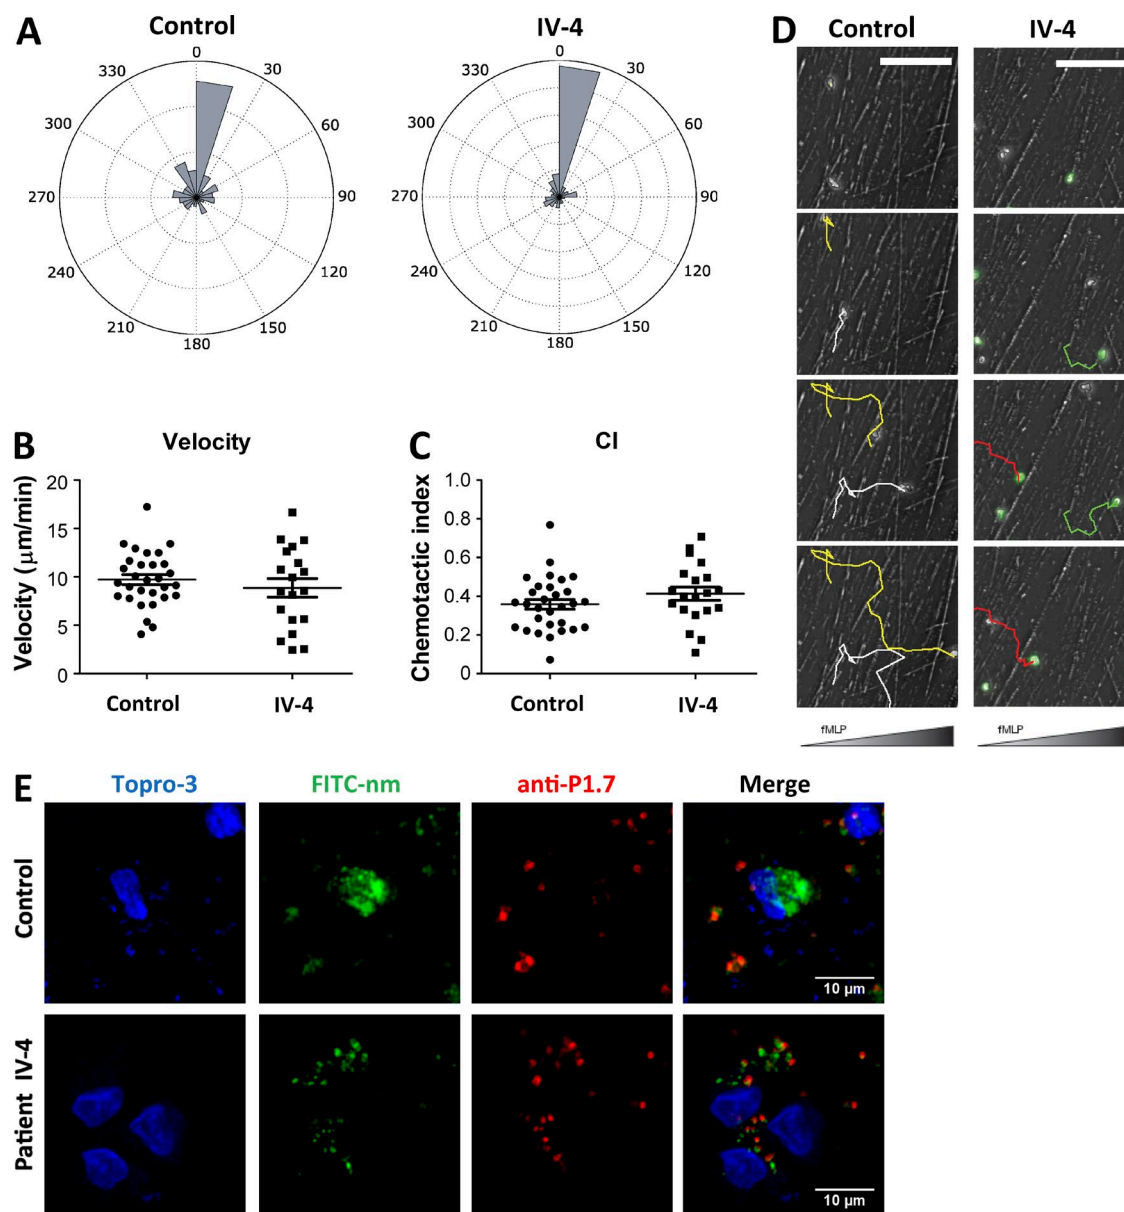 A
Control
IV-4
0
30
60
90
120
150
180
210
240
270
300
330
0
30
60
90
120
150
180
210
240
270
300
330
B
Velocity
Velocity (μm/min)
20
15
10
5
0
Control
IV-4
C
CI
Chemotactic index
1.0
0.8
0.6
0.4
0.2
0
Control
IV-4
D
Control
IV-4
fMLP
fMLP
E
Topro-3
FITC-nm
anti-P1.7
Merge
Control
10 μm
Patient IV-4
10 μm